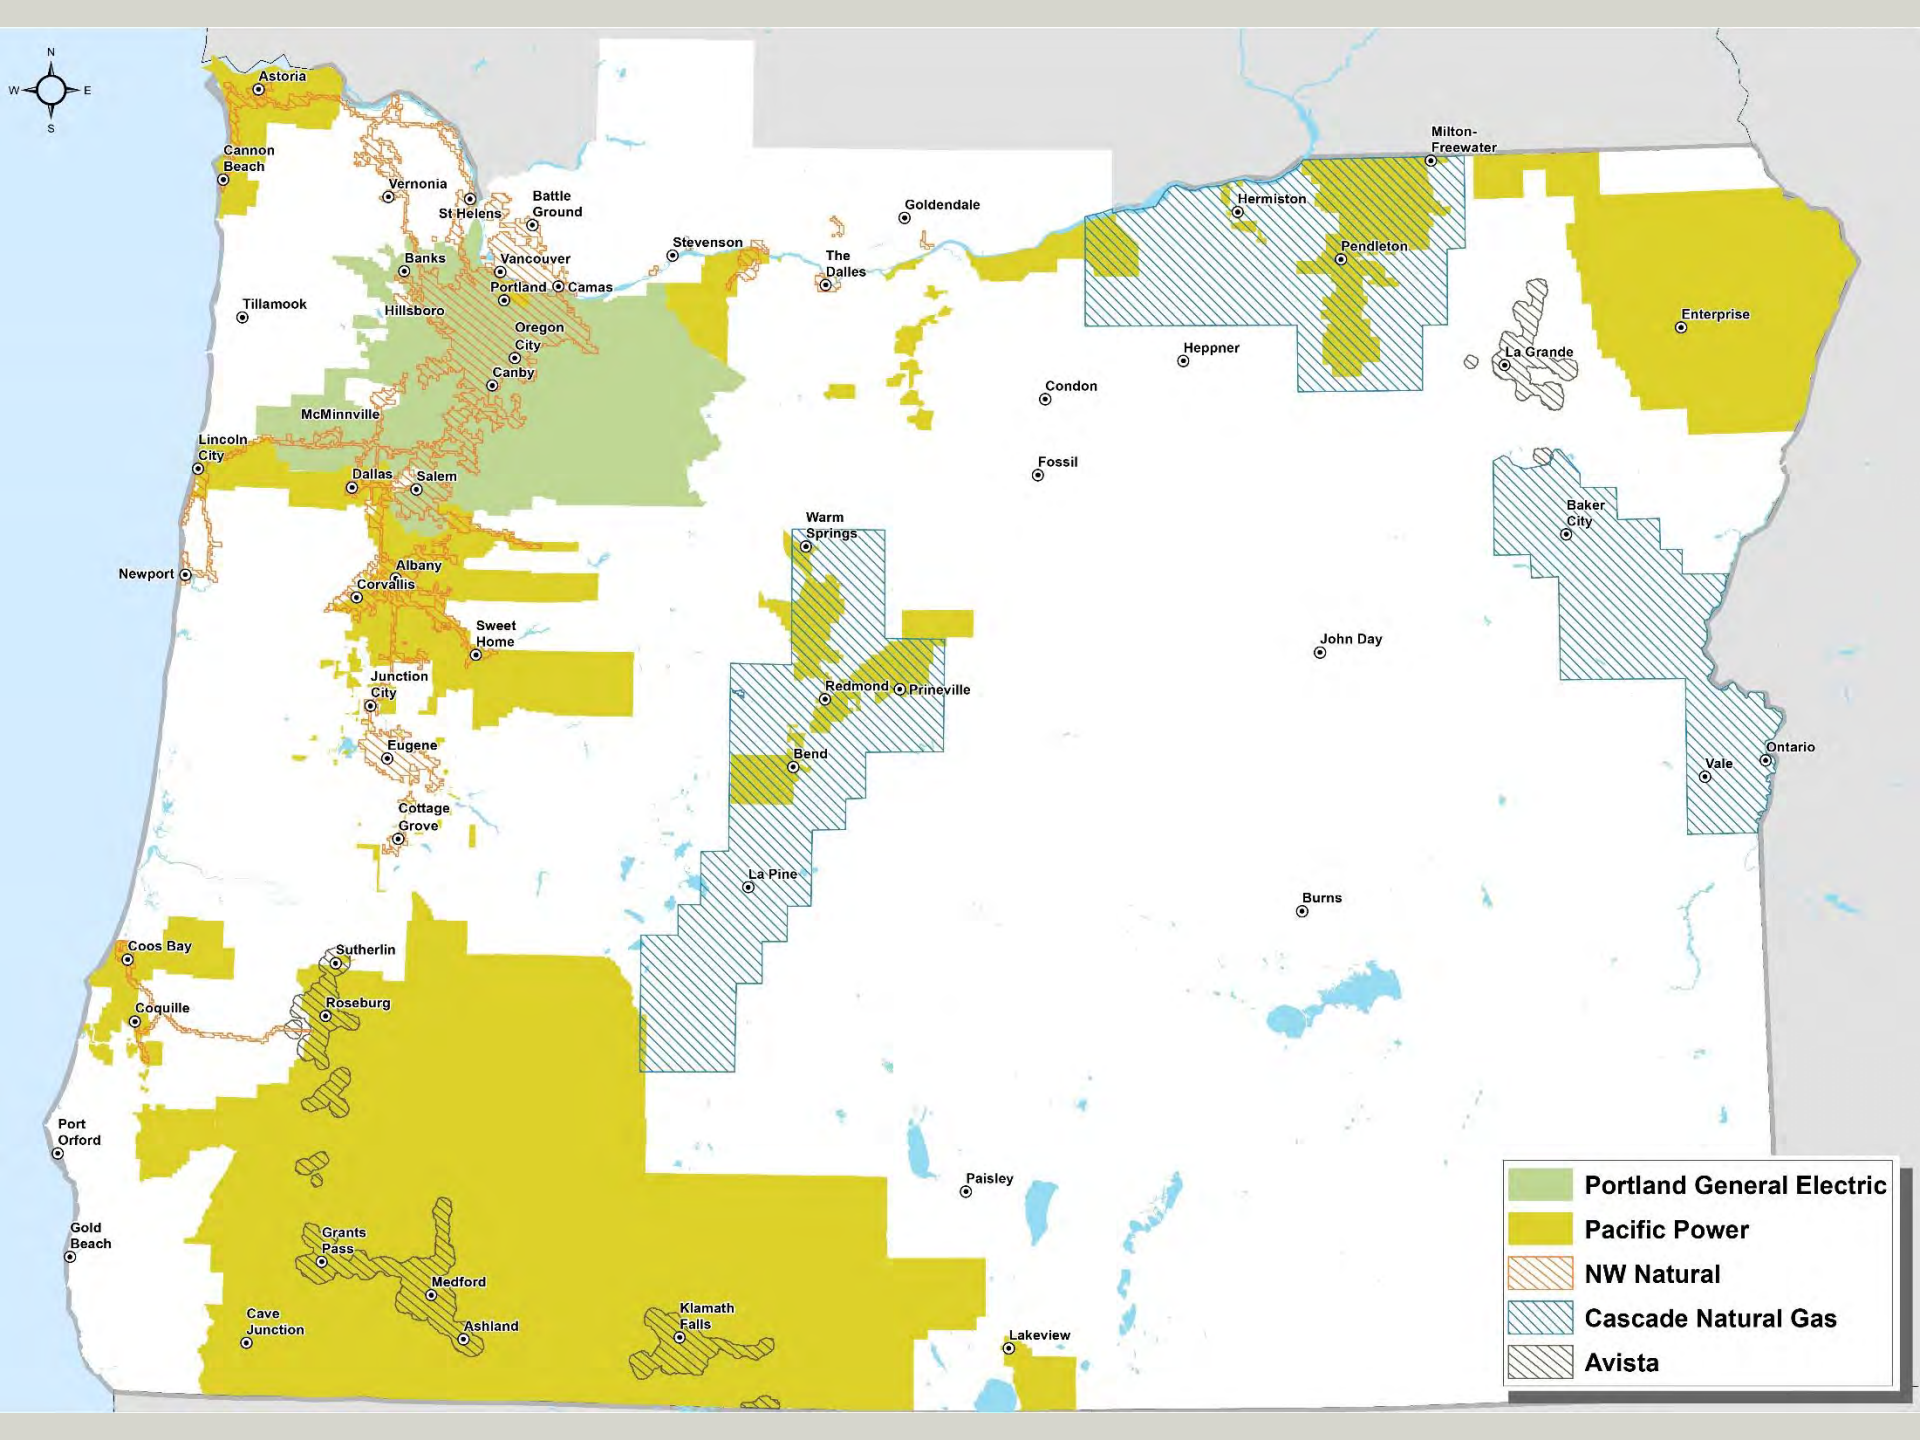 N
W
E
S
Astoria
Cannon
Beach
Vernonia
St Helens
Battle
Ground
Goldendale
Stevenson
The
Dalles
Banks
Vancouver
Portland
Camas
Hillsboro
Tillamook
Oregon
City
Canby
McMinnville
Lincoln
City
Dallas
Salem
Newport
Albany
Corvallis
Sweet
Home
Junction
City
Eugene
Cottage
Grove
Milton-
Freewater
Hermiston
Pendleton
Enterprise
La Grande
Heppner
Condon
Fossil
Warm
Springs
Baker
City
John Day
Redmond
Prineville
Bend
Ontario
Vale
La Pine
Burns
Coos Bay
Sutherlin
Coquille
Roseburg
Port
Orford
Paisley
Gold
Beach
Grants
Pass
Medford
Cave
Junction
Ashland
Klamath
Falls
Lakeview
Portland General Electric
Pacific Power
NW Natural
Cascade Natural Gas
Avista